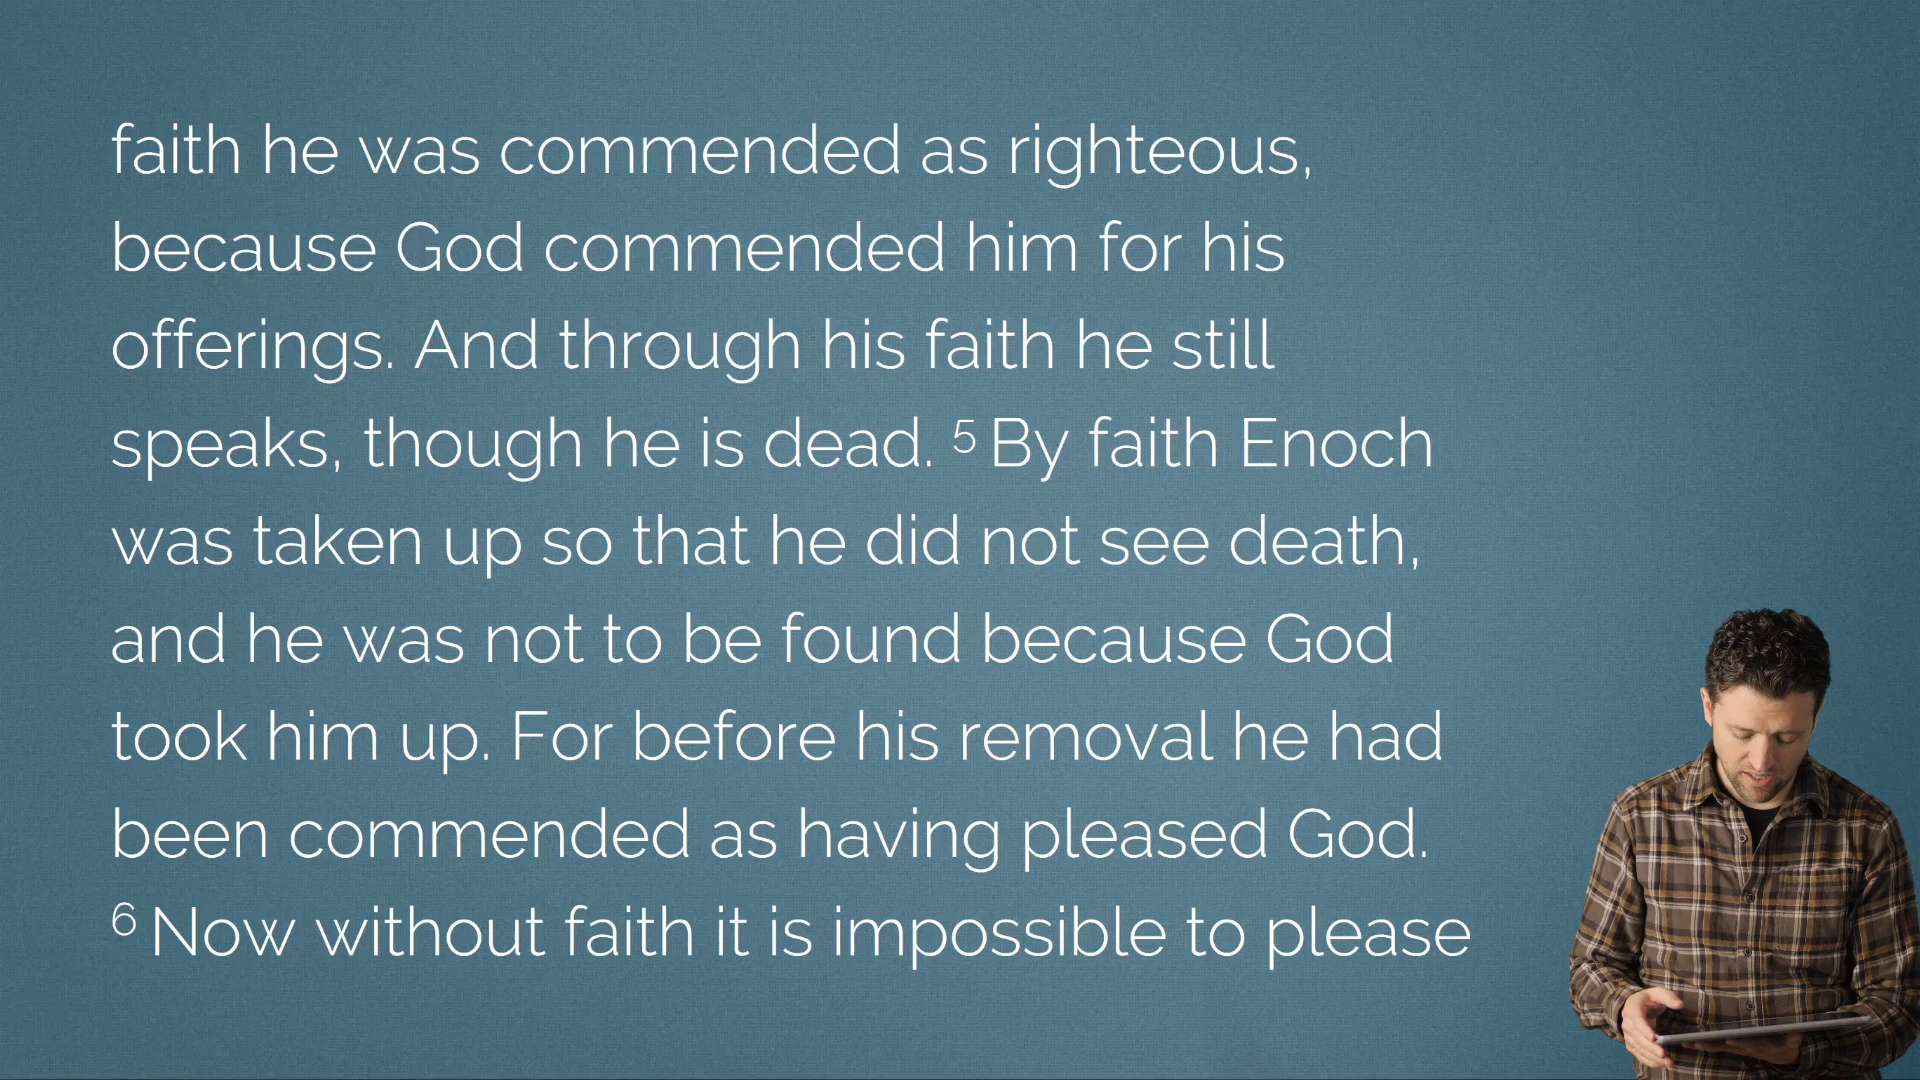 faith he was commended as righteous,
because God commended him for his
offerings. And through his faith he still
speaks, though he is dead. 5 By faith Enoch
was taken up so that he did not see death,
and he was not to be found because God
took him up. For before his removal he had
been commended as having pleased God.
6 Now without faith it is impossible to please